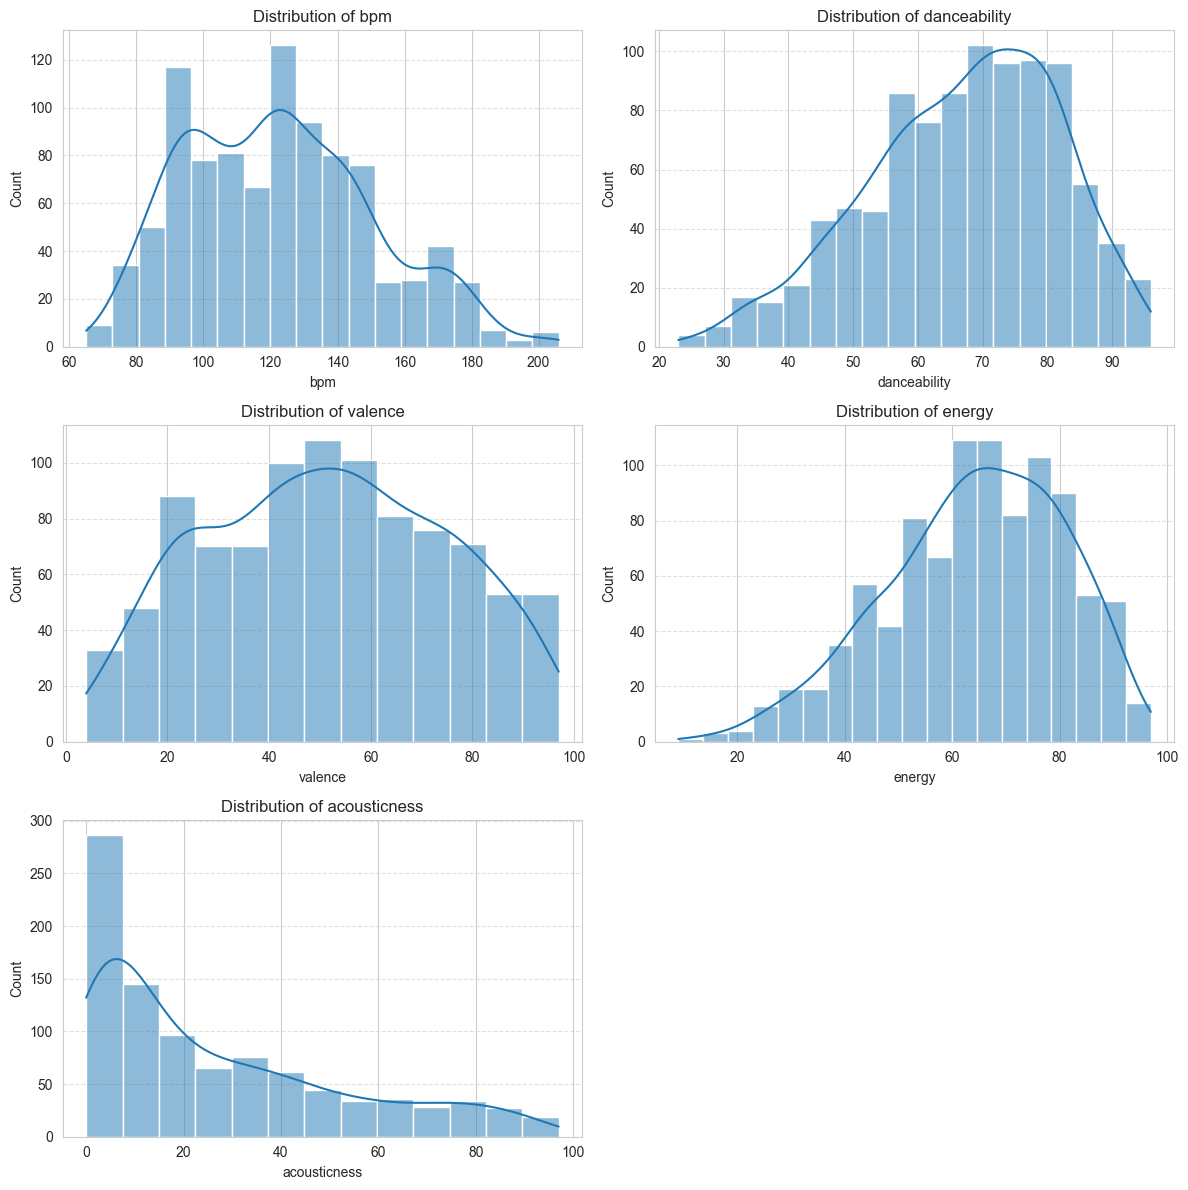 Distribution of bpm
Count
0
20
40
60
80
100
120
60 80 100 120 140 160 180 200
bpm
Distribution of danceability
Count
0
20
40
60
80
100
20 30 40 50 60 70 80 90
danceability
Distribution of valence
Count
0
20
40
60
80
100
0 20 40 60 80 100
valence
Distribution of energy
Count
0
20
40
60
80
100
20 40 60 80 100
energy
Distribution of acousticness
Count
0
50
100
150
200
250
300
0 20 40 60 80 100
acousticness